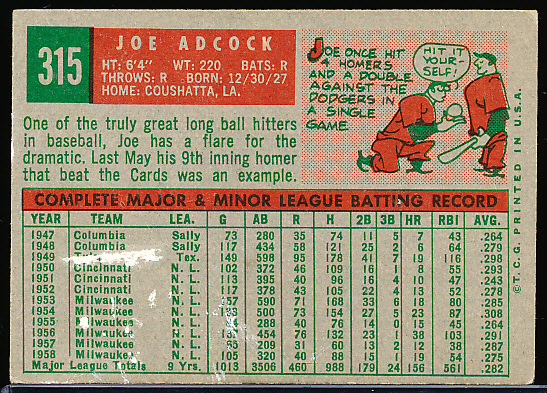 315
JOE ADCOCK
HT: 6'4" WT: 220 BATS: R
THROWS: R BORN: 12/30/27
HOME: COUSHATTA, LA.
JOE ONCE HIT
4 HOMERS
AND A DOUBLE
AGAINST THE
DODGERS IN
A SINGLE
GAME
HIT IT
YOUR-
SELF!
One of the truly great long ball hitters
in baseball, Joe has a flare for the
dramatic. Last May his 9th inning homer
that beat the Cards was an example.
COMPLETE MAJOR & MINOR LEAGUE BATTING RECORD
YEAR TEAM LEA. G AB R H 2B 3B HR RBI AVG.
1947 Columbia Sally 73 280 35 74 11 5 7 43 .264
1948 Columbia Sally 117 434 58 121 25 2 6 64 .279
1949 Tex. 149 598 95 178 41 7 19 116 .298
1950 Cincinnati N. L. 102 372 46 109 16 1 8 55 .293
1951 Cincinnati N. L. 113 395 40 96 16 4 10 47 .243
1952 Cincinnati N. L. 117 378 43 105 22 4 13 52 .278
1953 Milwaukee N. L. 157 590 71 168 33 6 18 80 .285
1954 Milwaukee N. L. 133 500 73 154 27 5 23 87 .308
1955 Milwaukee N. L. 88 40 76 14 0 15 45 .264
1956 Milwaukee N. L. 137 454 76 132 23 1 38 103 .291
1957 Milwaukee N. L. 65 209 31 60 13 2 12 38 .287
1958 Milwaukee N. L. 105 320 40 88 15 1 19 54 .275
Major League Totals 9 Yrs. 1013 3506 460 988 179 24 156 561 .282
©T.C.G. PRINTED IN U.S.A.